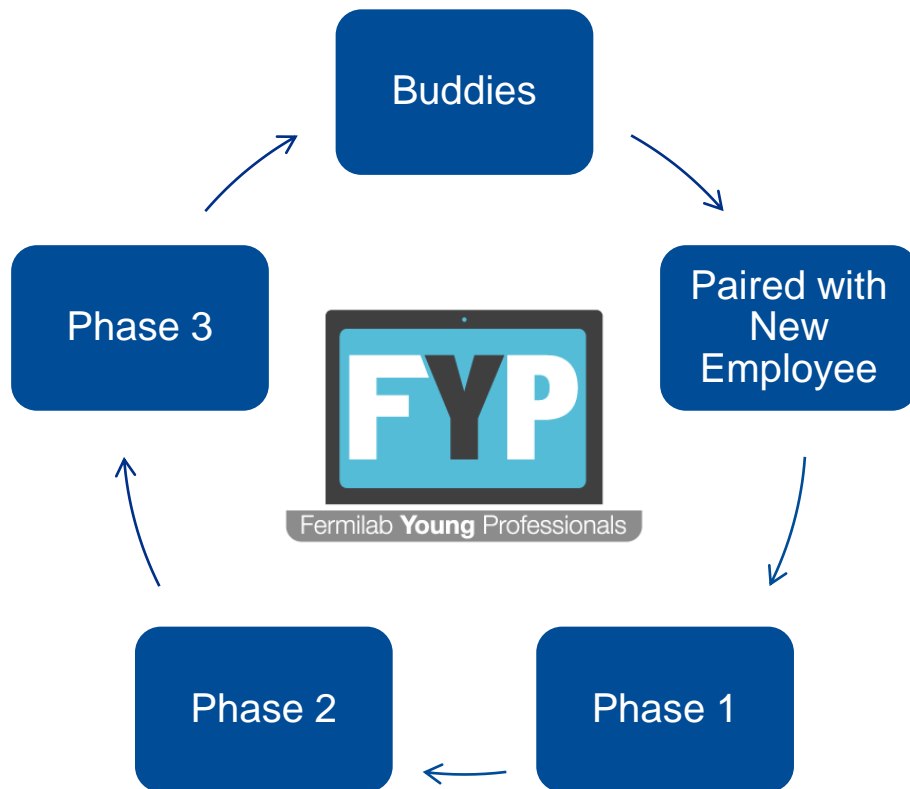 Buddies
Paired with
New
Employee
Phase 3
FYP
Fermilab Young Professionals
Phase 2
Phase 1